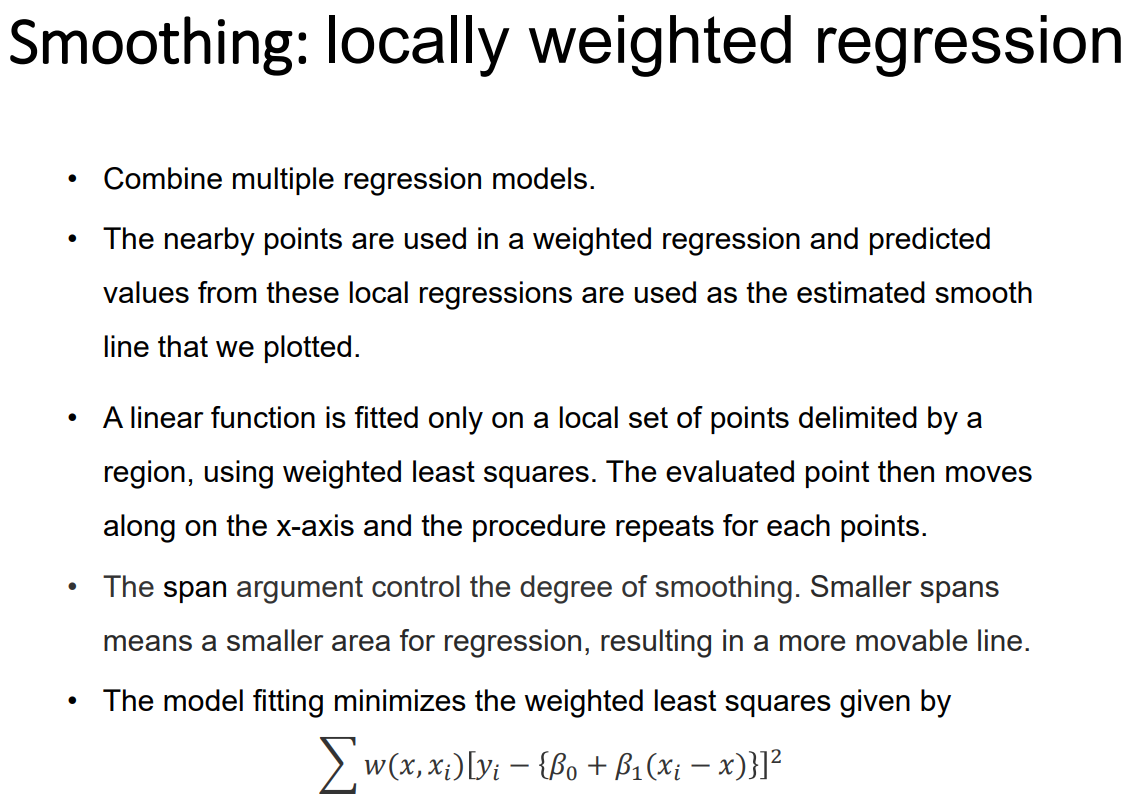 Smoothing: locally weighted regression
• Combine multiple regression models.
• The nearby points are used in a weighted regression and predicted
values from these local regressions are used as the estimated smooth
line that we plotted.
• A linear function is fitted only on a local set of points delimited by a
region, using weighted least squares. The evaluated point then moves
along on the x-axis and the procedure repeats for each points.
• The span argument control the degree of smoothing. Smaller spans
means a smaller area for regression, resulting in a more movable line.
• The model fitting minimizes the weighted least squares given by
∑ w(x, xᵢ)[yᵢ − {β₀ + β₁(xᵢ − x)}]²